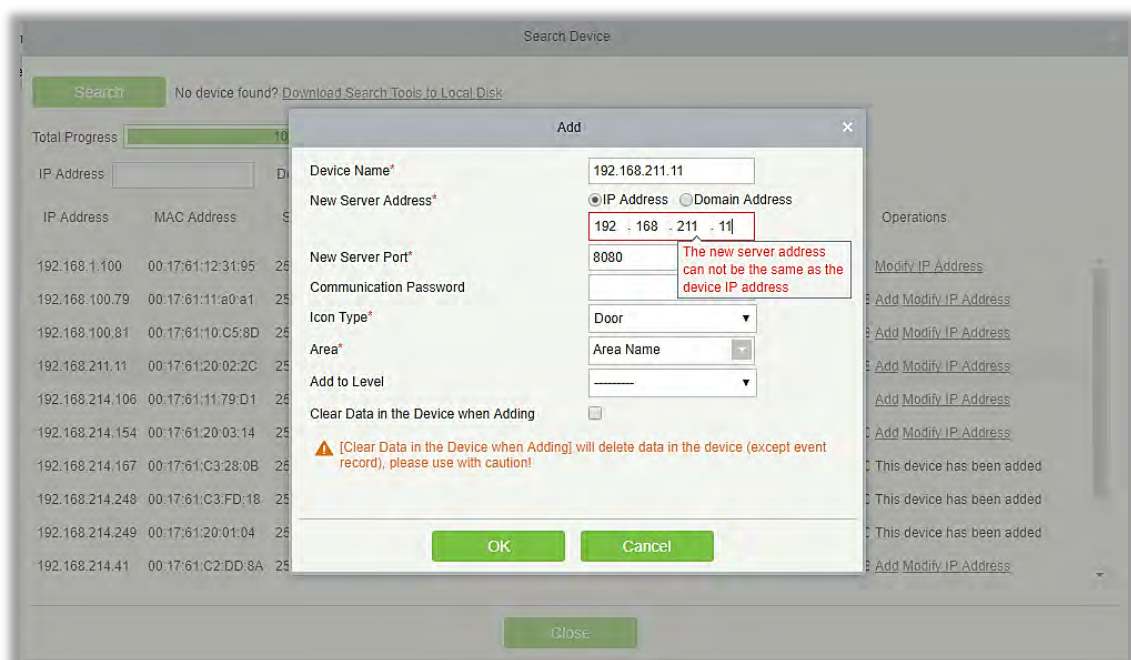 Search Device
Search No device found? Download Search Tools to Local Disk
Total Progress 10
IP Address
IP Address MAC Address Operations
192.168.1.100 00:17:61:12:31:95 25 Modify IP Address
192.168.100.79 00:17:61:11:a0:a1 25 Add Modify IP Address
192.168.100.81 00:17:61:10:C5:8D 25 Add Modify IP Address
192.168.211.11 00:17:61:20:02:2C 25 Add Modify IP Address
192.168.214.106 00:17:61:11:79:D1 25 Add Modify IP Address
192.168.214.154 00:17:61:20:03:14 25 Add Modify IP Address
192.168.214.167 00:17:61:C3:28:0B 25 This device has been added
192.168.214.248 00:17:61:C3:FD:18 25 This device has been added
192.168.214.249 00:17:61:20:01:04 25 This device has been added
192.168.214.41 00:17:61:C2:DD:8A 25 Add Modify IP Address
Close
Add ×
Device Name* 192.168.211.11
New Server Address* IP Address Domain Address
192 . 168 . 211 . 11
The new server address
can not be the same as the
device IP address
New Server Port* 8080
Communication Password
Icon Type* Door
Area* Area Name
Add to Level ---------
Clear Data in the Device when Adding
[Clear Data in the Device when Adding] will delete data in the device (except event
record), please use with caution!
OK Cancel